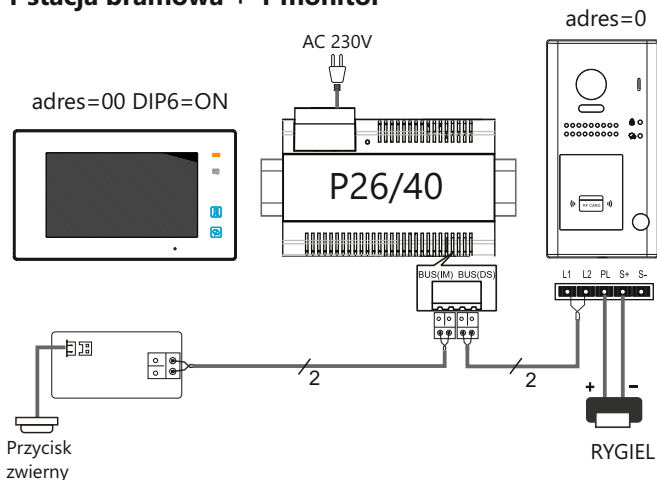 1 stacja bramowa + 1 monitor
adres=0
AC 230V
adres=00 DIP6=ON
P26/40
RF CARD
BUS(IM) BUS(DS)
L1 L2 PL S+ S-
2
2
+ −
Przycisk
zwierny
RYGIEL